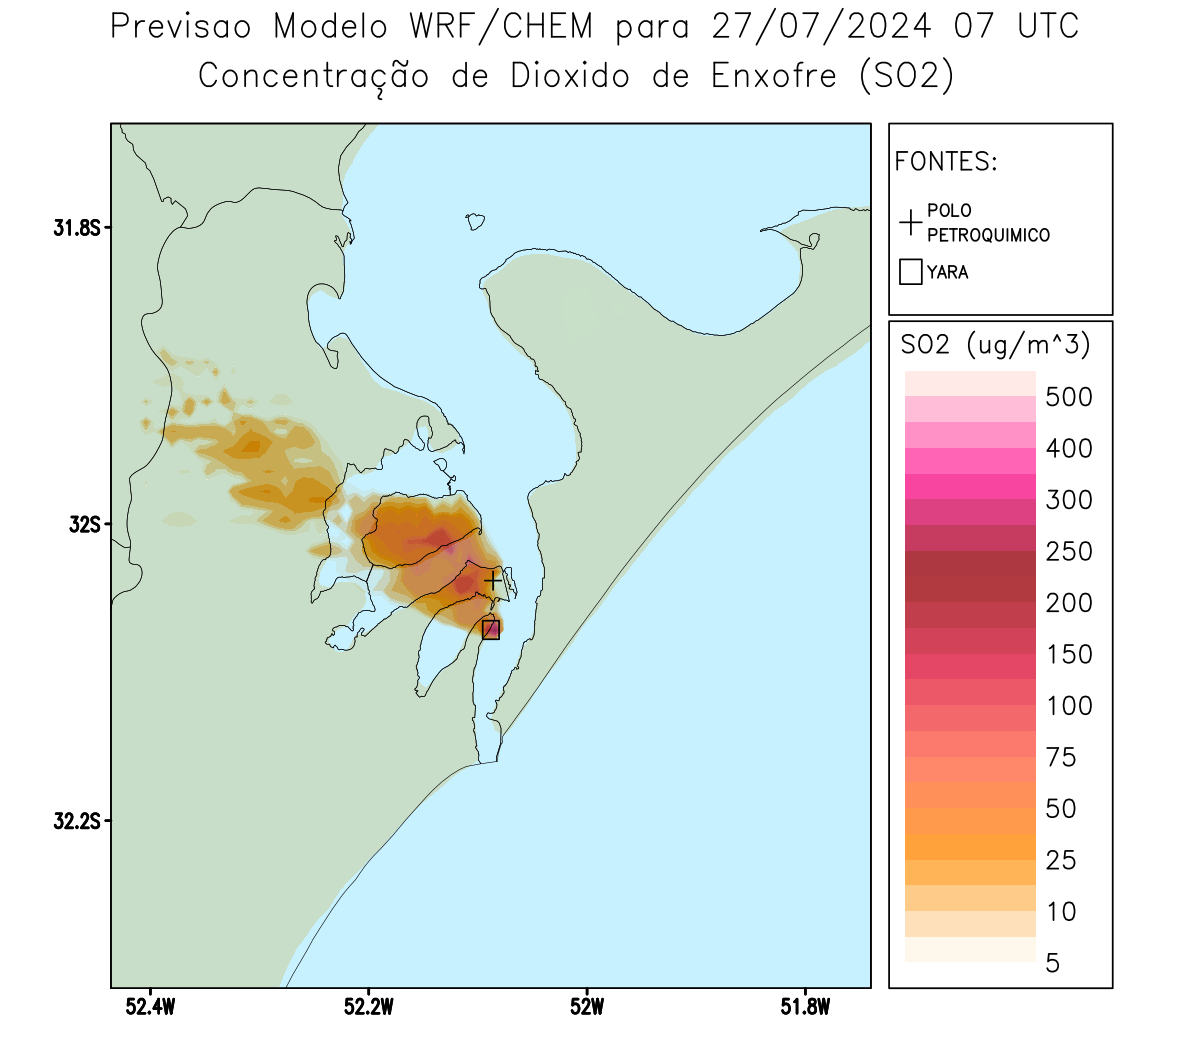 Previsao Modelo WRF/CHEM para 27/07/2024 07 UTC
Concentração de Dioxido de Enxofre (SO2)
FONTES:
POLO
PETROQUIMICO
YARA
31.8S
32S
32.2S
52.4W
52.2W
52W
51.8W
SO2 (ug/m^3)
500
400
300
250
200
150
100
75
50
25
10
5